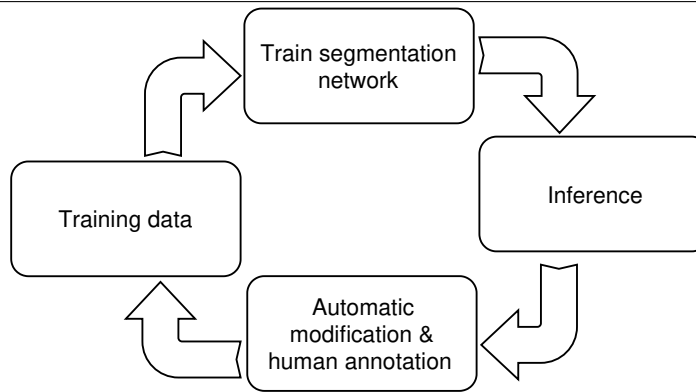 Train segmentation
network
Inference
Training data
Automatic
modification &
human annotation